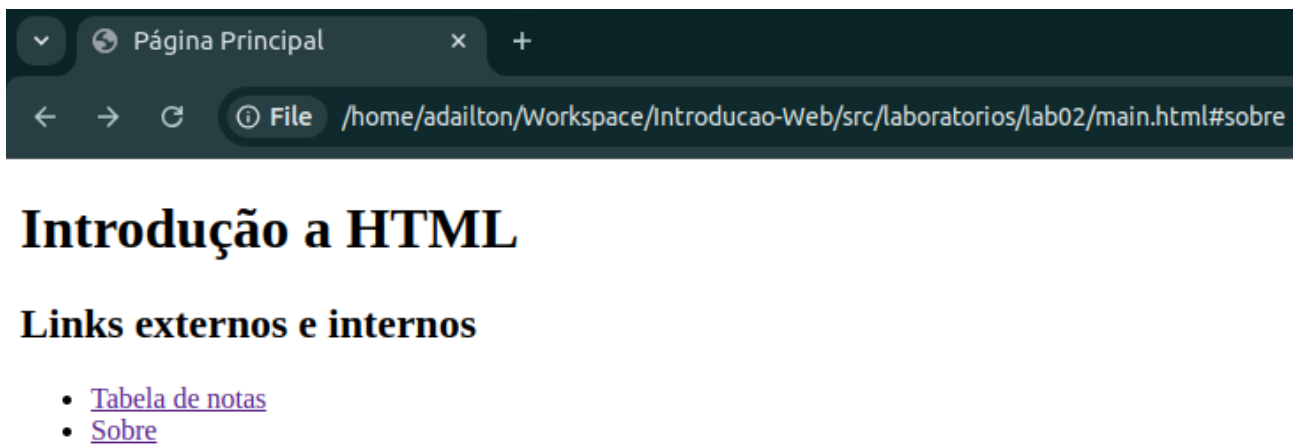 Página Principal
File /home/adailton/Workspace/Introducao-Web/src/laboratorios/lab02/main.html#sobre
Introdução a HTML
Links externos e internos
Tabela de notas
Sobre